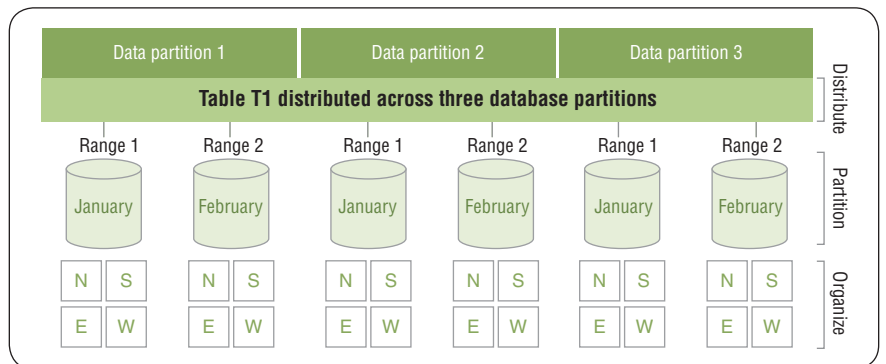 Data partition 1 Data partition 2 Data partition 3
Distribute
Table T1 distributed across three database partitions
Range 1 Range 2 Range 1 Range 2 Range 1 Range 2
Partition
January February January February January February
Organize
N S N S N S N S N S N S
E W E W E W E W E W E W